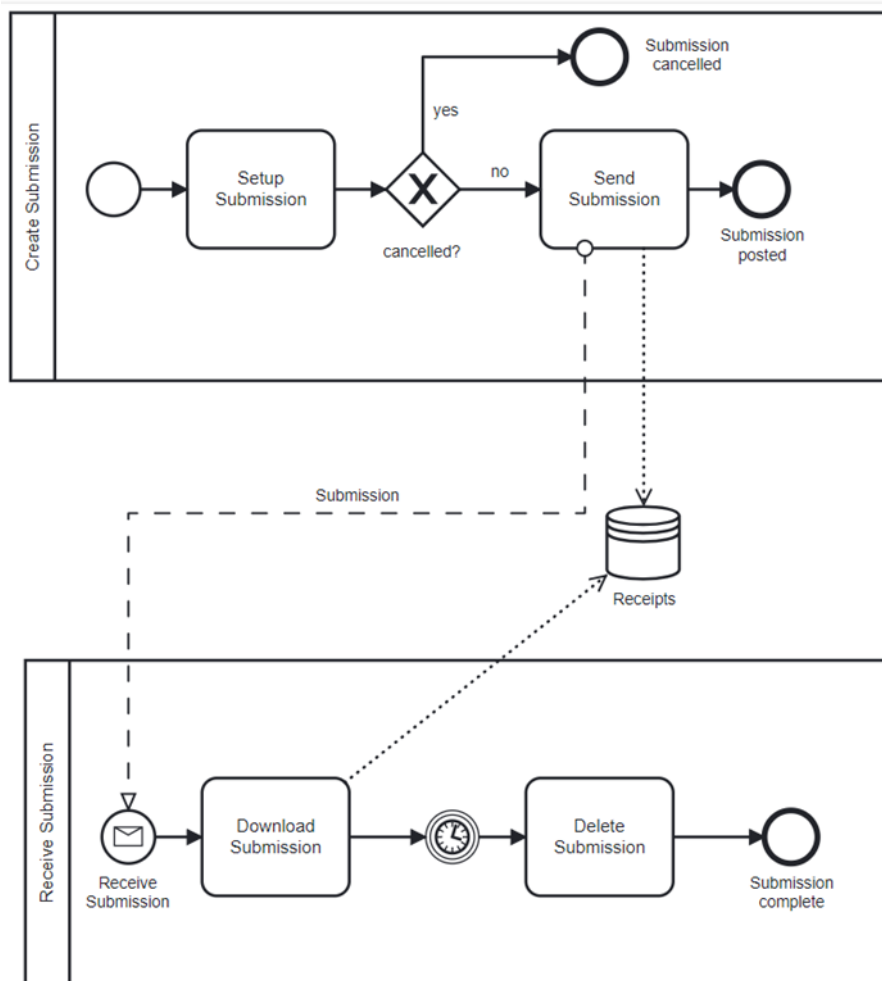 Create Submission
Submission
cancelled
yes
Setup
Submission
X
no
Send
Submission
cancelled?
Submission
posted
Submission
Receipts
Receive Submission
Download
Submission
Delete
Submission
Receive
Submission
Submission
complete